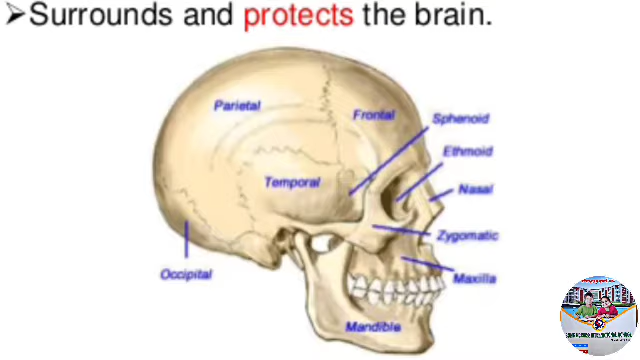 ➢Surrounds and protects the brain.
Parietal
Frontal
Sphenoid
Ethmoid
Temporal
Nasal
Zygomatic
Occipital
Maxilla
Mandible